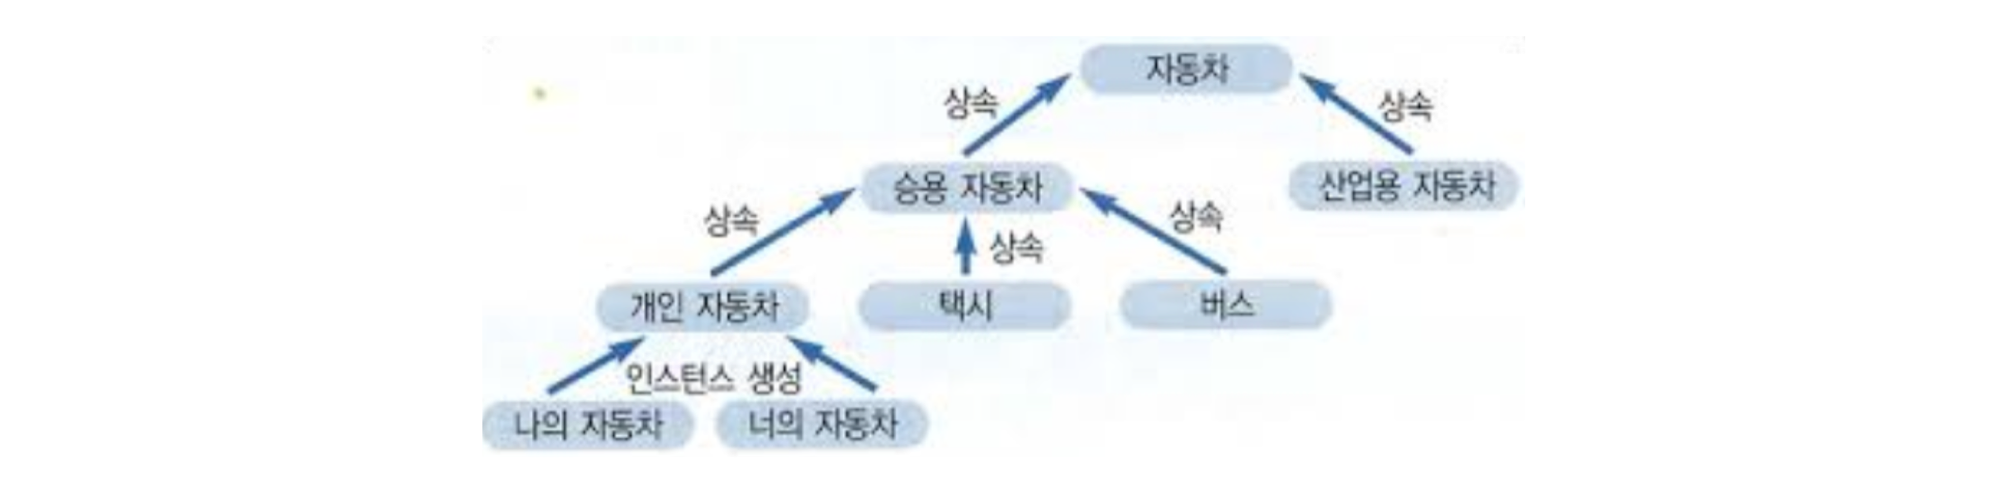 자동차
상속
상속
승용 자동차
산업용 자동차
상속
상속
상속
개인 자동차
택시
버스
인스턴스 생성
나의 자동차
너의 자동차